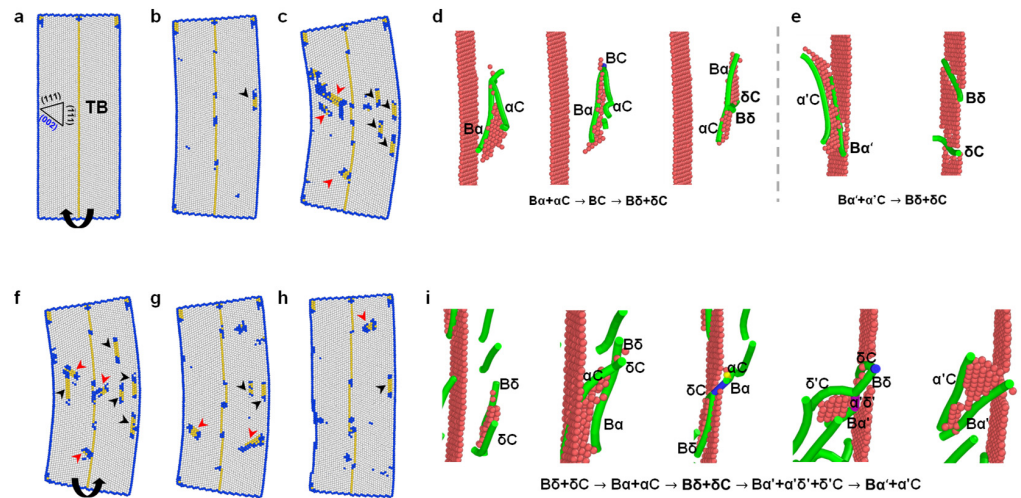 a
b
c
d
e
(111)
(002)
(111)
TB
Bα
αC
BC
Bα
αC
Bα
δC
Bδ
αC
α'C
Bα'
Bδ
δC
Bα+αC → BC → Bδ+δC
Bα'+α'C → Bδ+δC
f
g
h
i
Bδ
δC
Bδ
δC
αC
Bα
αC
δC
Bα
Bδ
δC
Bδ
δ'C
α'δ'
Bα'
α'C
Bα'
Bδ+δC → Bα+αC → Bδ+δC → Bα'+α'δ'+δ'C → Bα'+α'C